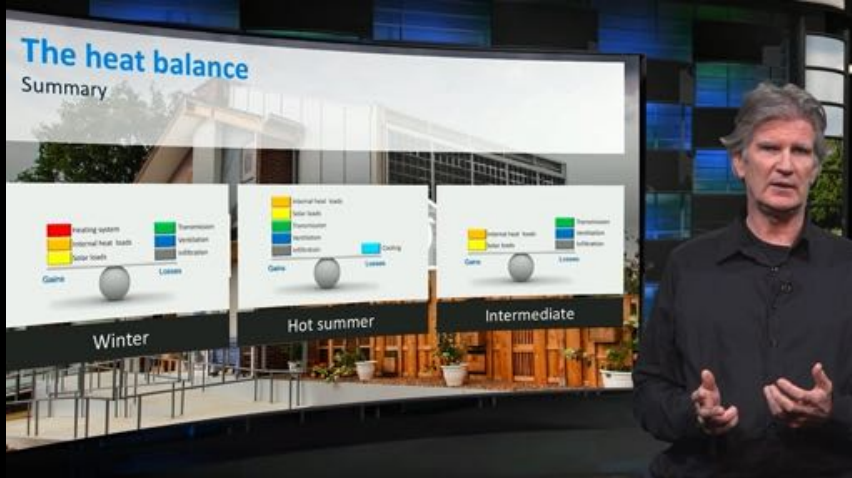 The heat balance
Summary
Heating system
Internal heat loads
Solar loads
Gains
Transmission
Ventilation
Infiltration
Losses
Winter
Internal heat loads
Solar loads
Transmission
Ventilation
Infiltration
Gains
Cooling
Losses
Hot summer
Internal heat loads
Solar loads
Gains
Transmission
Ventilation
Infiltration
Losses
Intermediate